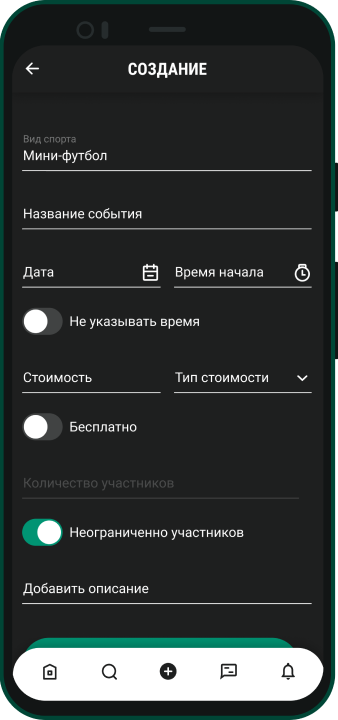 СОЗДАНИЕ
Вид спорта
Мини-футбол
Название события
Дата
Время начала
Не указывать время
Стоимость
Тип стоимости
Бесплатно
Количество участников
Неограниченно участников
Добавить описание